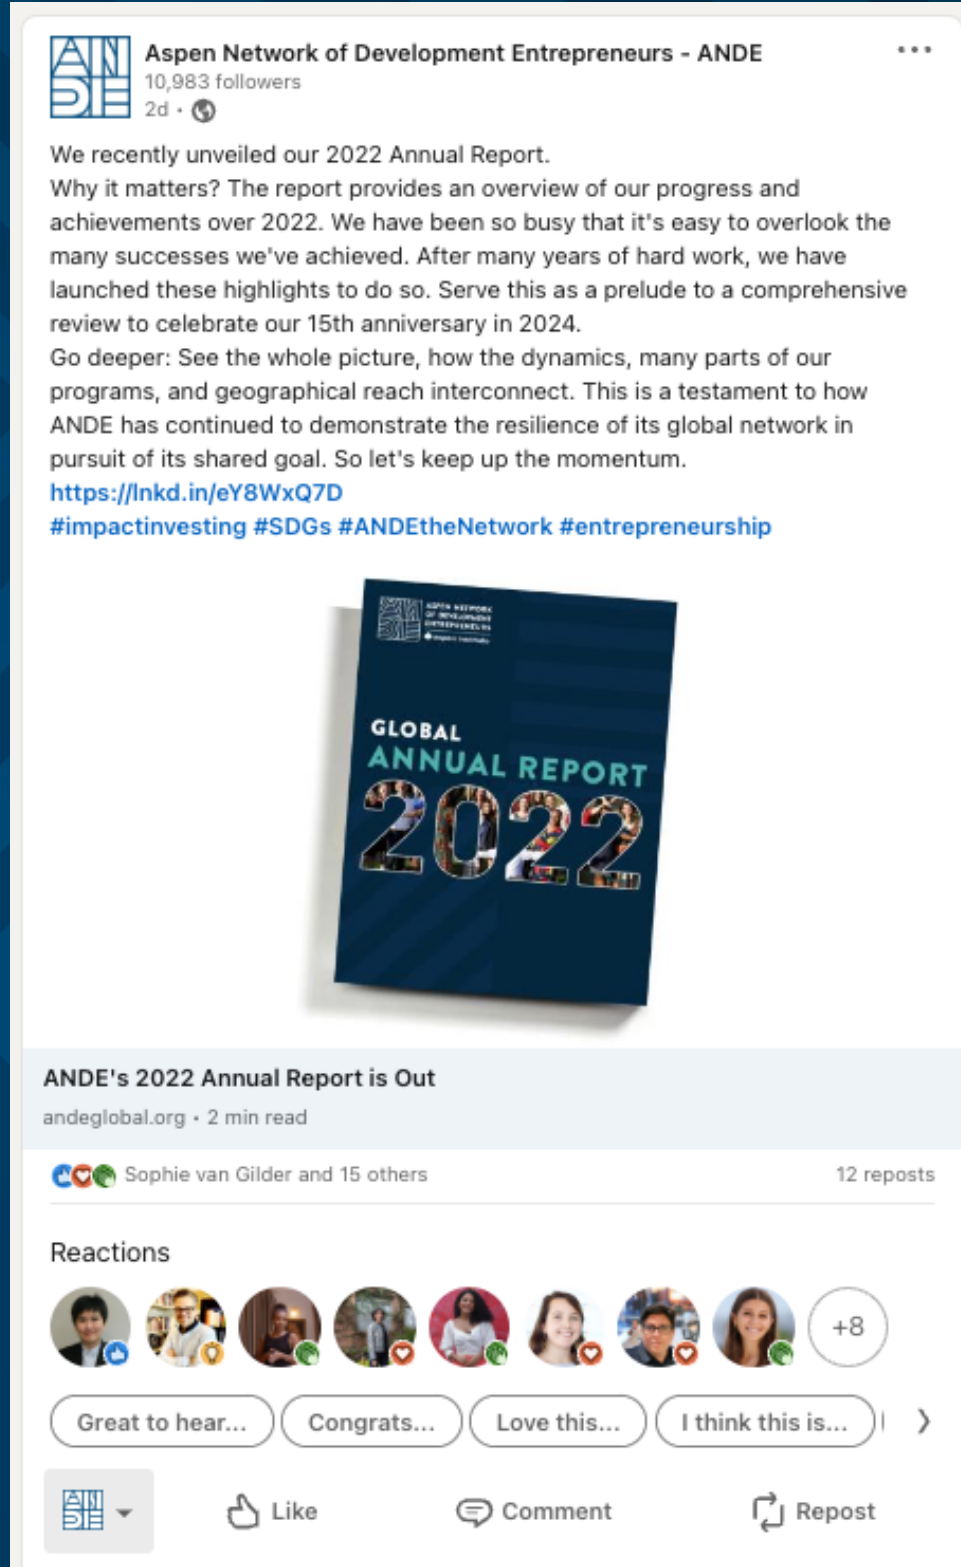 Aspen Network of Development Entrepreneurs - ANDE
10,983 followers
2d •
We recently unveiled our 2022 Annual Report.
Why it matters? The report provides an overview of our progress and
achievements over 2022. We have been so busy that it's easy to overlook the
many successes we've achieved. After many years of hard work, we have
launched these highlights to do so. Serve this as a prelude to a comprehensive
review to celebrate our 15th anniversary in 2024.
Go deeper: See the whole picture, how the dynamics, many parts of our
programs, and geographical reach interconnect. This is a testament to how
ANDE has continued to demonstrate the resilience of its global network in
pursuit of its shared goal. So let's keep up the momentum.
https://lnkd.in/eY8WxQ7D
#impactinvesting #SDGs #ANDEtheNetwork #entrepreneurship
ANDE
ASPEN NETWORK
OF DEVELOPMENT
ENTREPRENEURS
GLOBAL
ANNUAL REPORT
2022
ANDE's 2022 Annual Report is Out
andeglobal.org • 2 min read
Sophie van Gilder and 15 others
12 reposts
Reactions
+8
Great to hear...
Congrats...
Love this...
I think this is...
ANDE
Like
Comment
Repost